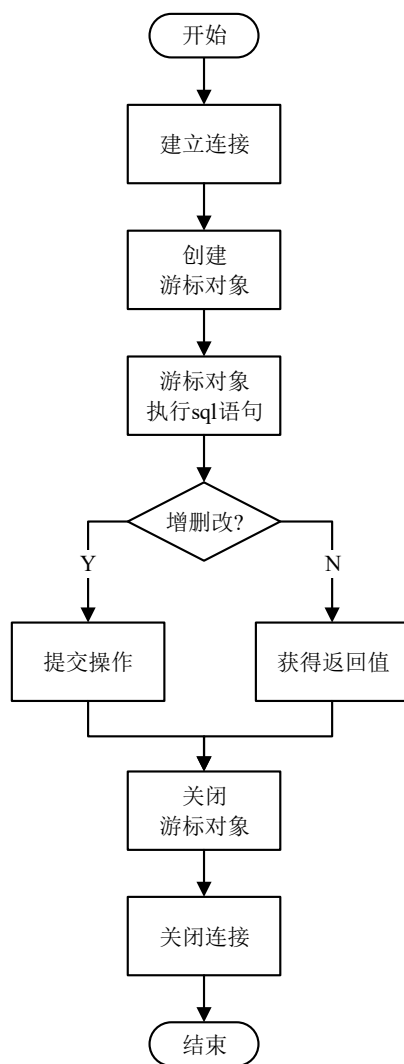 开始
建立连接
创建
游标对象
游标对象
执行sql语句
增删改?
Y
N
提交操作
获得返回值
关闭
游标对象
关闭连接
结束